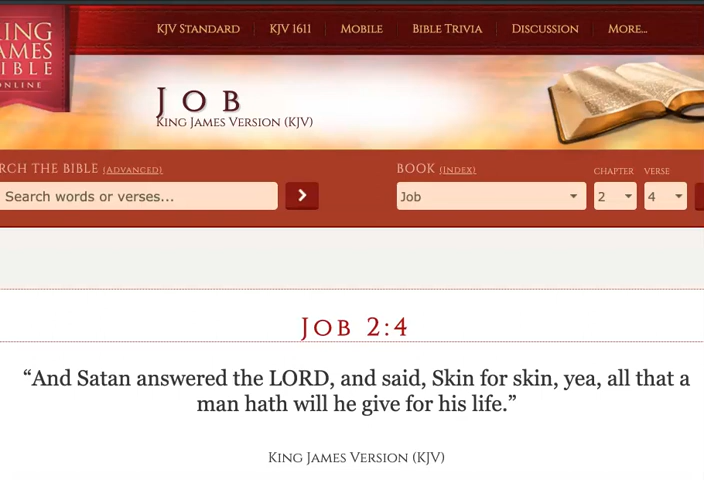 KJV Standard KJV 1611 Mobile Bible Trivia Discussion More...
ING
AMES
IBLE
ONLINE
Job
King James Version (KJV)
RCH THE BIBLE (Advanced)
BOOK (Index) CHAPTER VERSE
Search words or verses...
Job 2 4
Job 2:4
“And Satan answered the LORD, and said, Skin for skin, yea, all that a
man hath will he give for his life.”
King James Version (KJV)